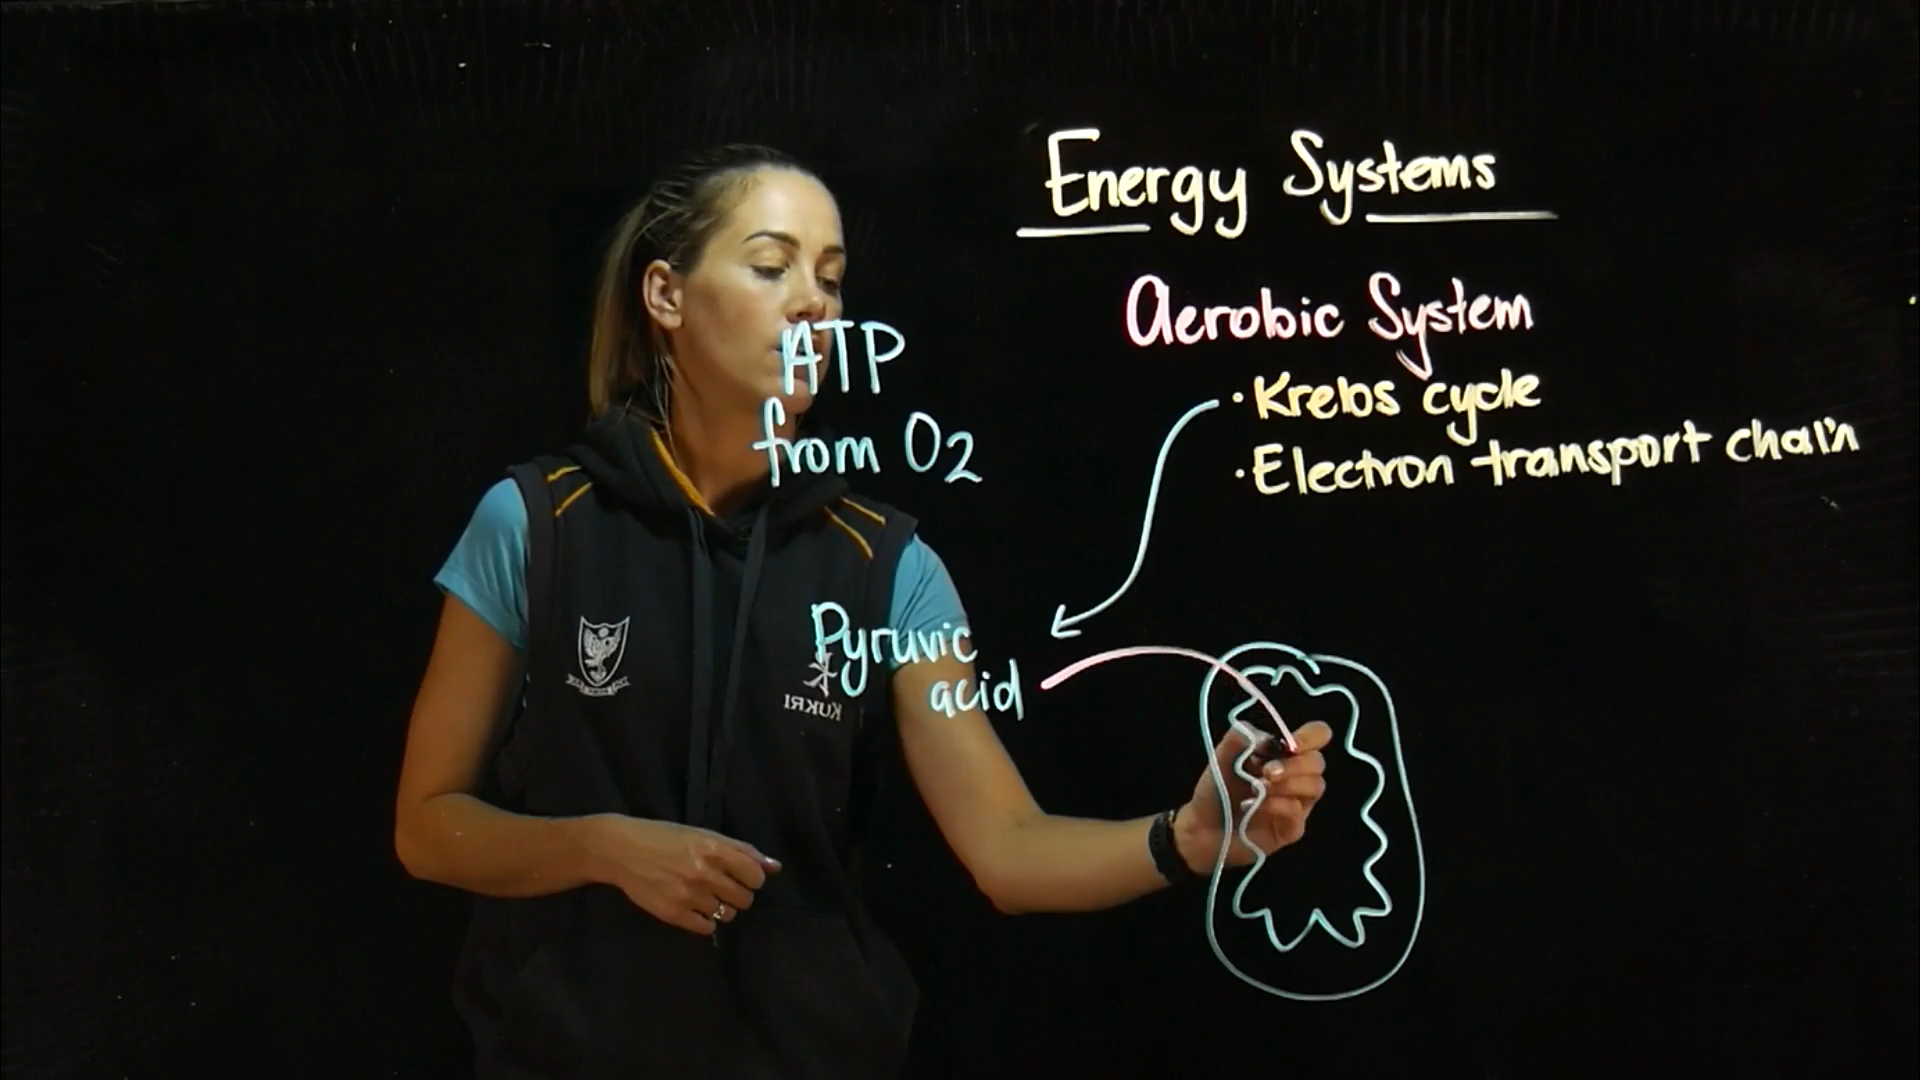 Energy Systems
Aerobic System
· Krebs cycle
· Electron transport chain
ATP
from O2
Pyruvic
acid
KUKRI